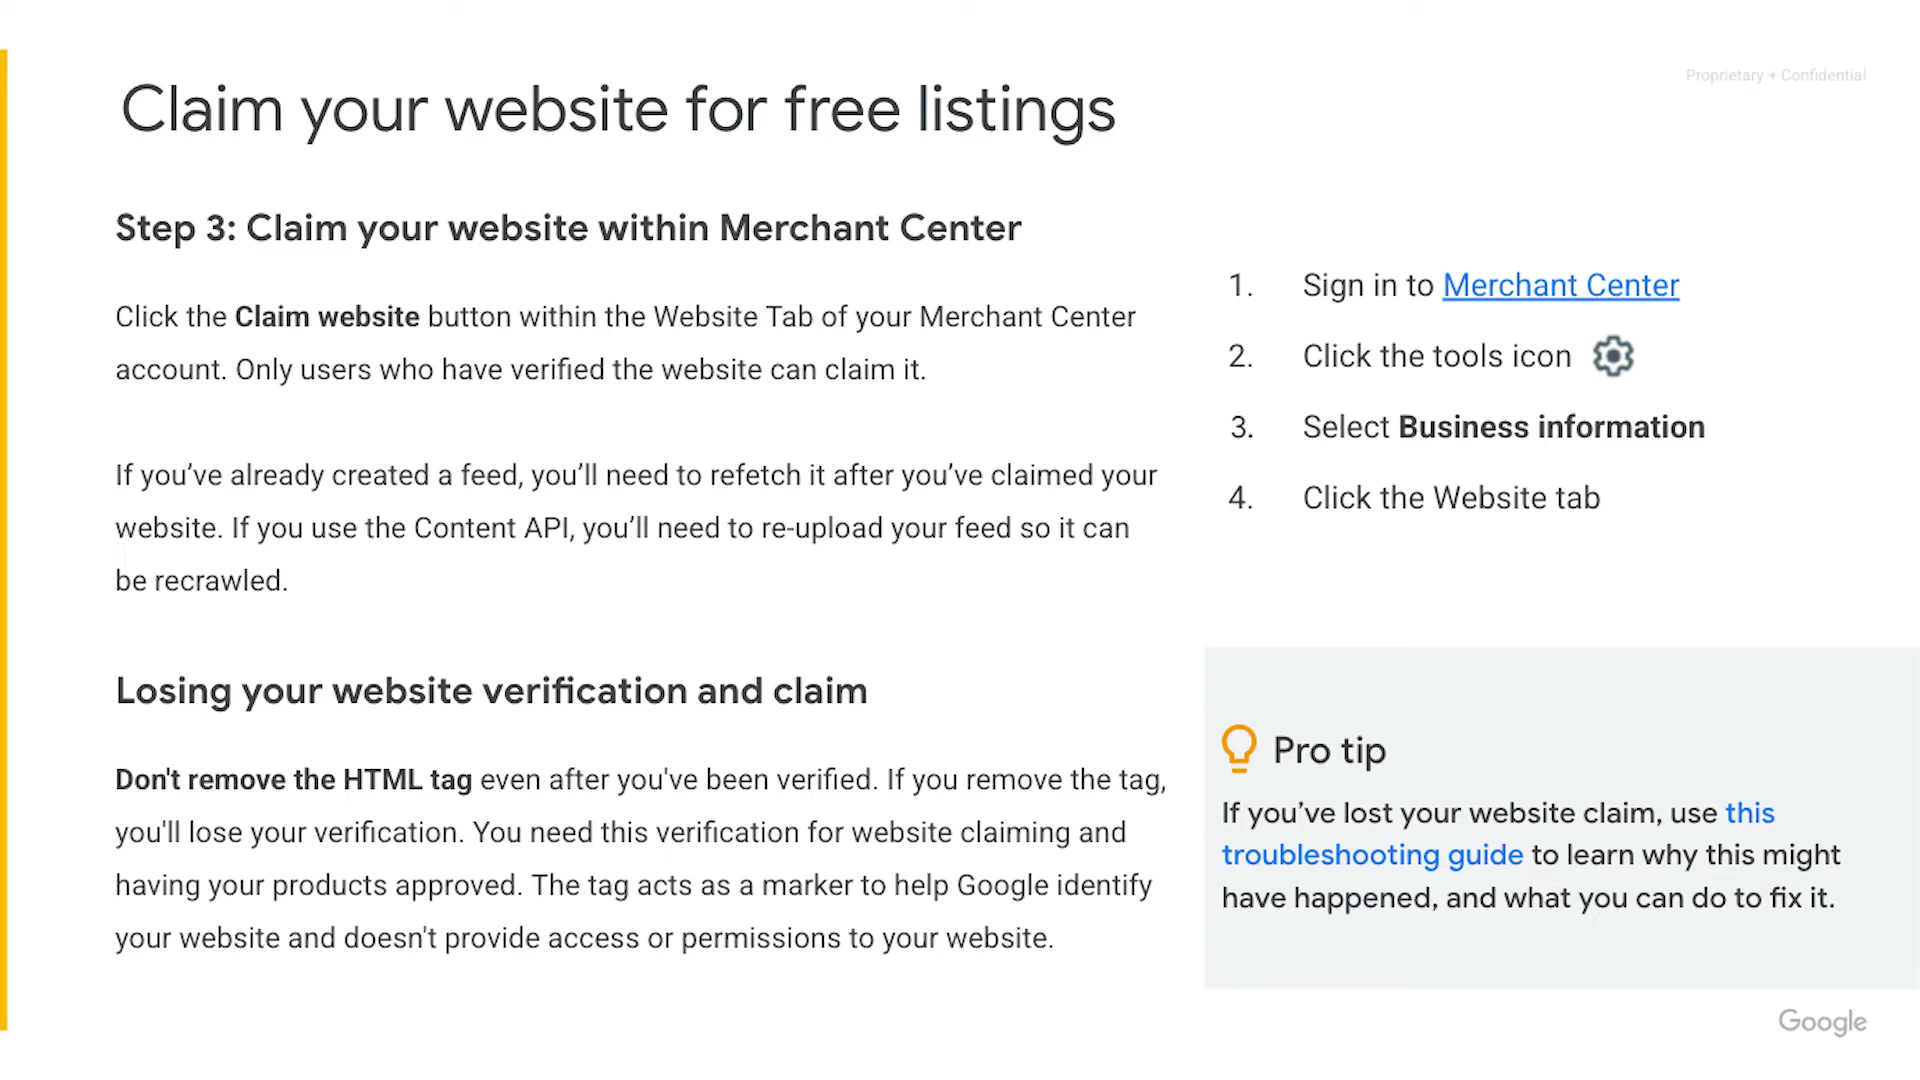 Proprietary + Confidential
Claim your website for free listings
Step 3: Claim your website within Merchant Center
Click the Claim website button within the Website Tab of your Merchant Center
account. Only users who have verified the website can claim it.
If you’ve already created a feed, you’ll need to refetch it after you’ve claimed your
website. If you use the Content API, you’ll need to re-upload your feed so it can
be recrawled.
Losing your website verification and claim
Don't remove the HTML tag even after you've been verified. If you remove the tag,
you'll lose your verification. You need this verification for website claiming and
having your products approved. The tag acts as a marker to help Google identify
your website and doesn't provide access or permissions to your website.
1. Sign in to Merchant Center
2. Click the tools icon
3. Select Business information
4. Click the Website tab
Pro tip
If you’ve lost your website claim, use this
troubleshooting guide to learn why this might
have happened, and what you can do to fix it.
Google